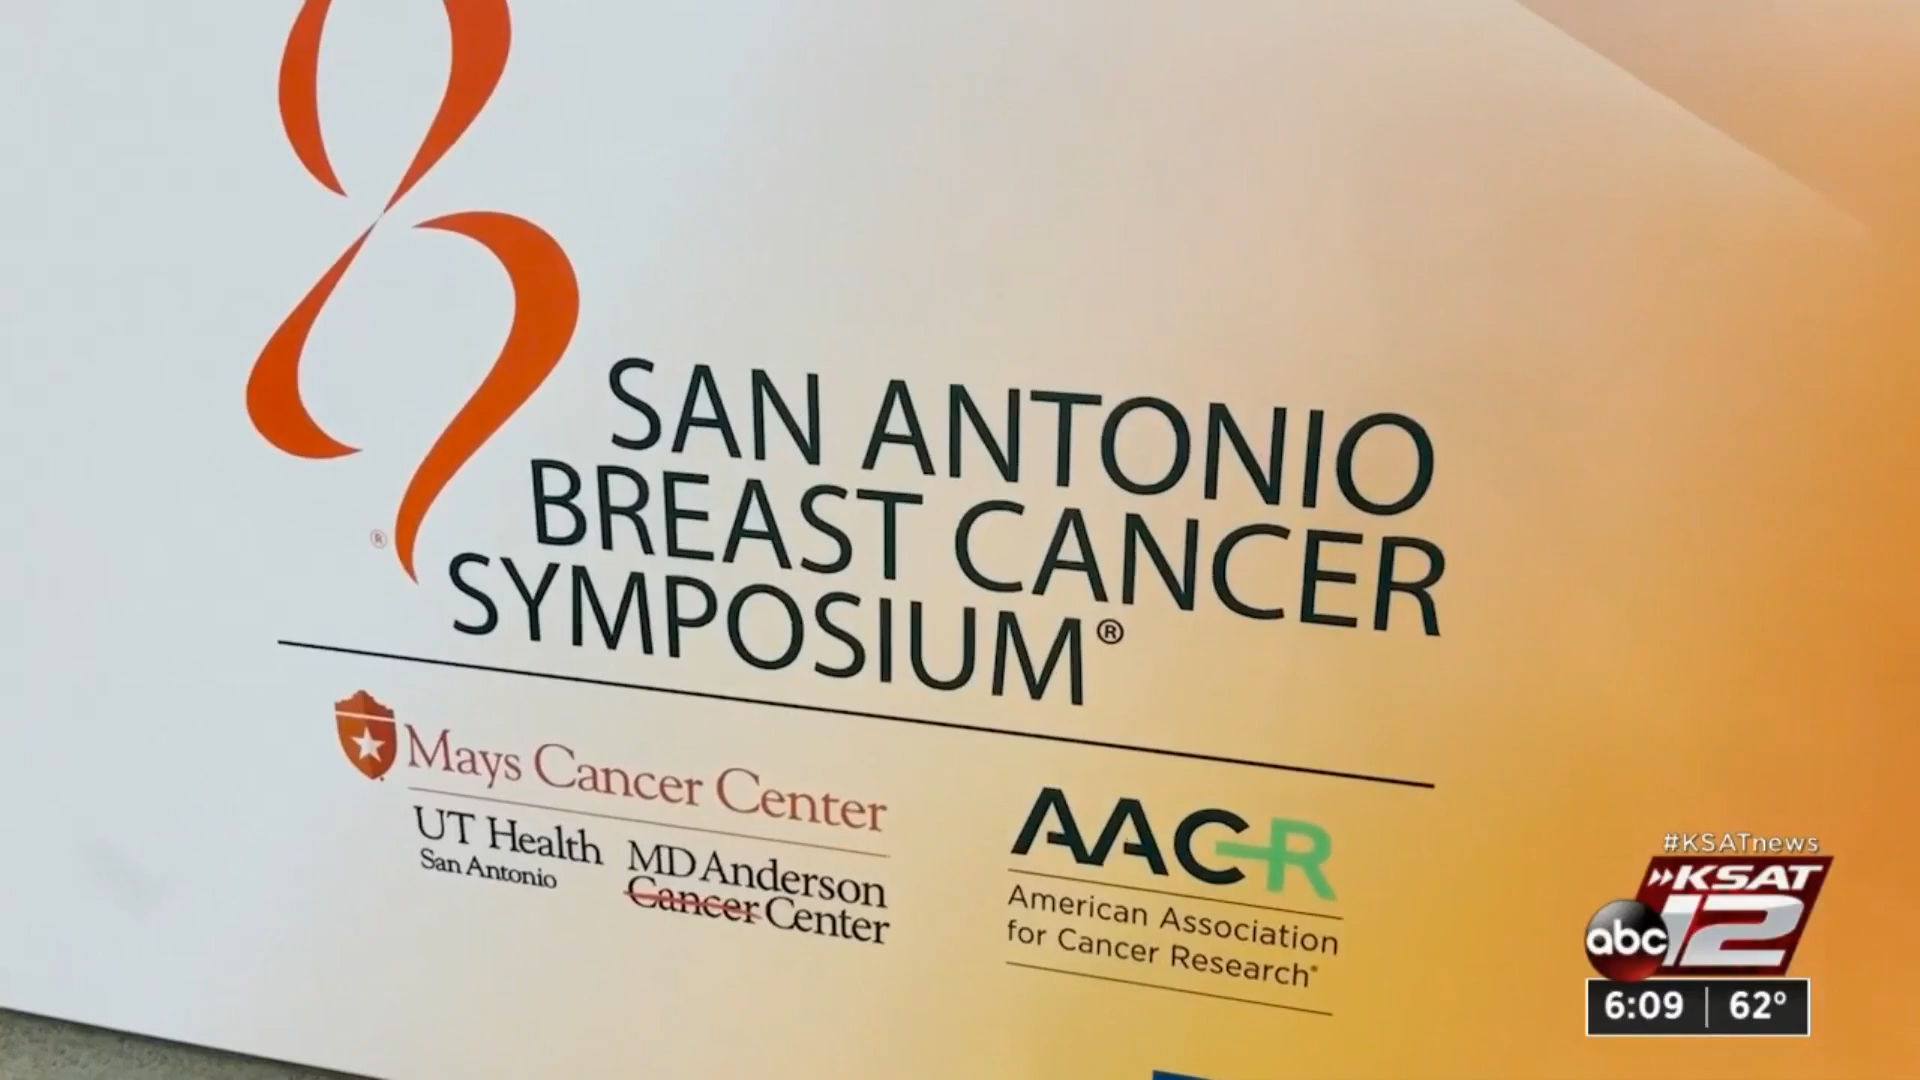 SAN ANTONIO
BREAST CANCER
SYMPOSIUM®
®
Mays Cancer Center
UT Health
San Antonio
MD Anderson
Cancer Center
AACR
American Association
for Cancer Research®
#KSATnews
KSAT
12
abc
6:09 | 62°